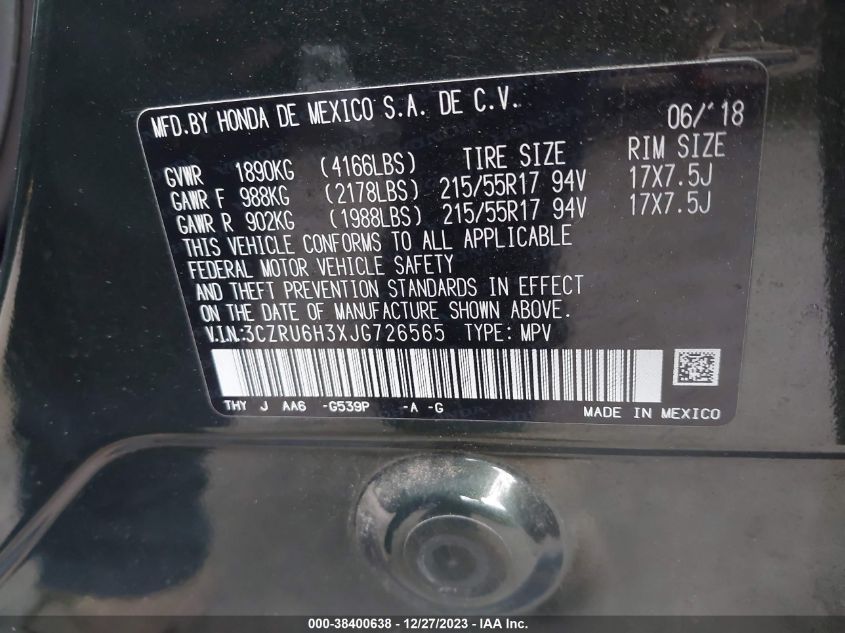 MFD.BY HONDA DE MEXICO S.A. DE C.V. 06/'18
GVWR 1890KG (4166LBS) TIRE SIZE RIM SIZE
GAWR F 988KG (2178LBS) 215/55R17 94V 17X7.5J
GAWR R 902KG (1988LBS) 215/55R17 94V 17X7.5J
THIS VEHICLE CONFORMS TO ALL APPLICABLE
FEDERAL MOTOR VEHICLE SAFETY
AND THEFT PREVENTION STANDARDS IN EFFECT
ON THE DATE OF MANUFACTURE SHOWN ABOVE.
V.I.N:3CZRU6H3XJG726565 TYPE: MPV
THY J AA6 -G539P -A -G MADE IN MEXICO
000-38400638 - 12/27/2023 - IAA Inc.